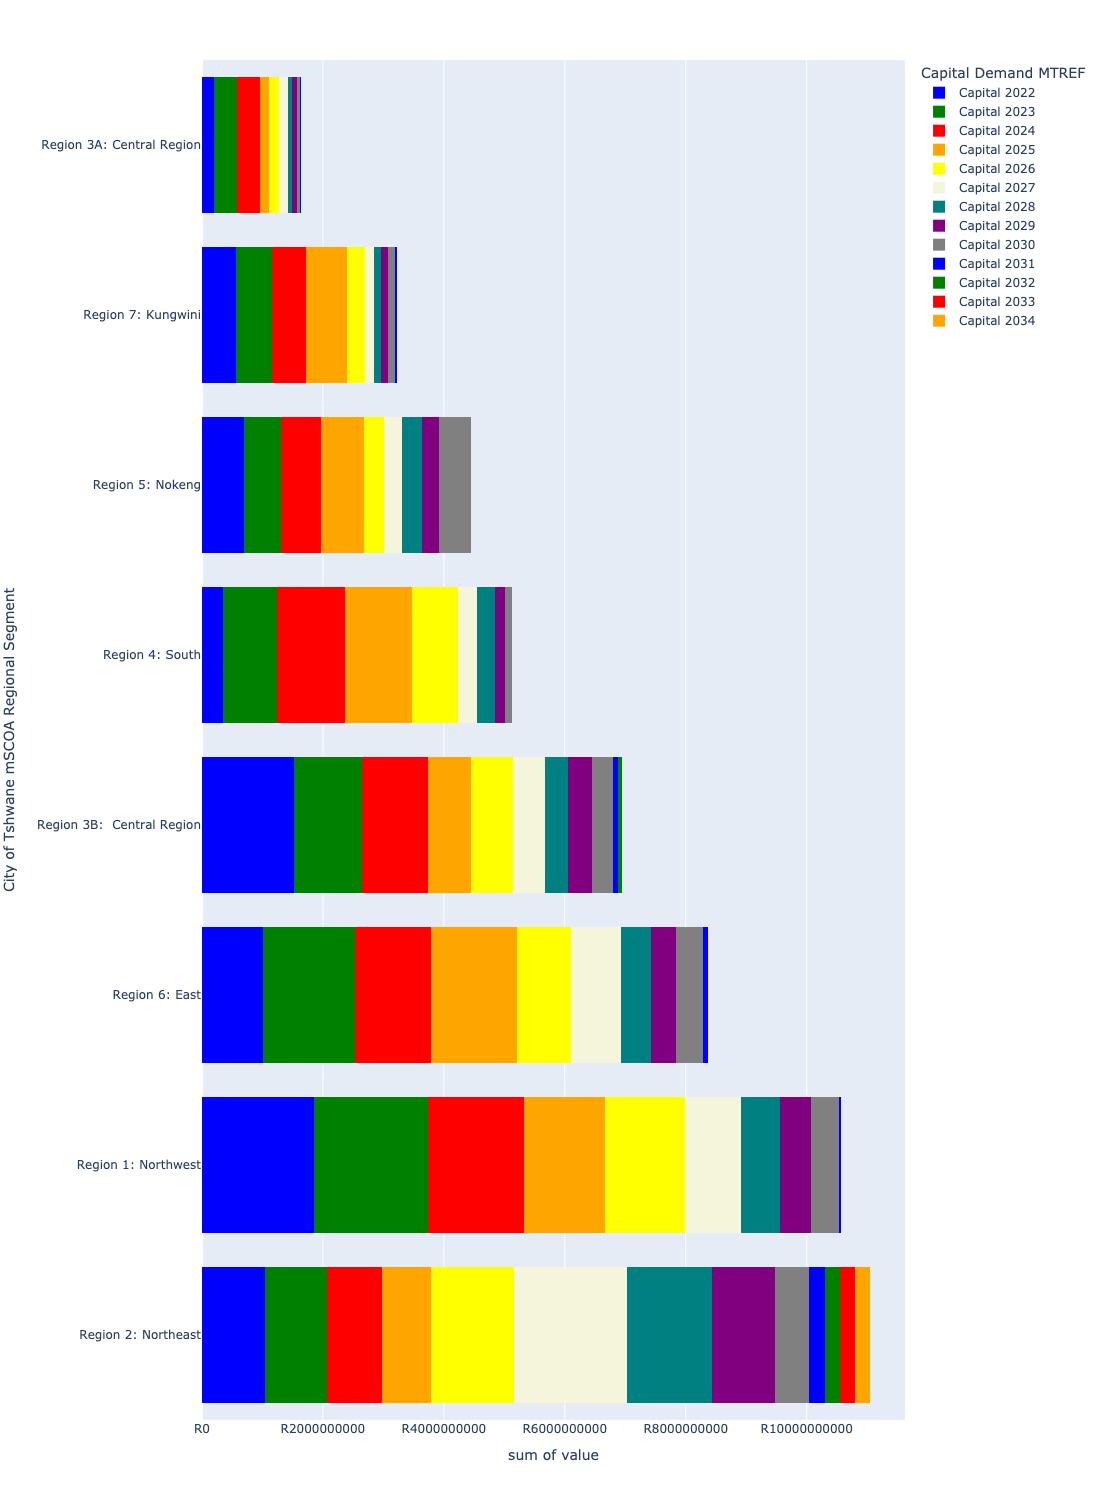 Capital Demand MTREF
Capital 2022
Capital 2023
Capital 2024
Capital 2025
Capital 2026
Capital 2027
Capital 2028
Capital 2029
Capital 2030
Capital 2031
Capital 2032
Capital 2033
Capital 2034
City of Tshwane mSCOA Regional Segment
Region 3A: Central Region
Region 7: Kungwini
Region 5: Nokeng
Region 4: South
Region 3B:  Central Region
Region 6: East
Region 1: Northwest
Region 2: Northeast
R0 R2000000000 R4000000000 R6000000000 R8000000000 R10000000000
sum of value